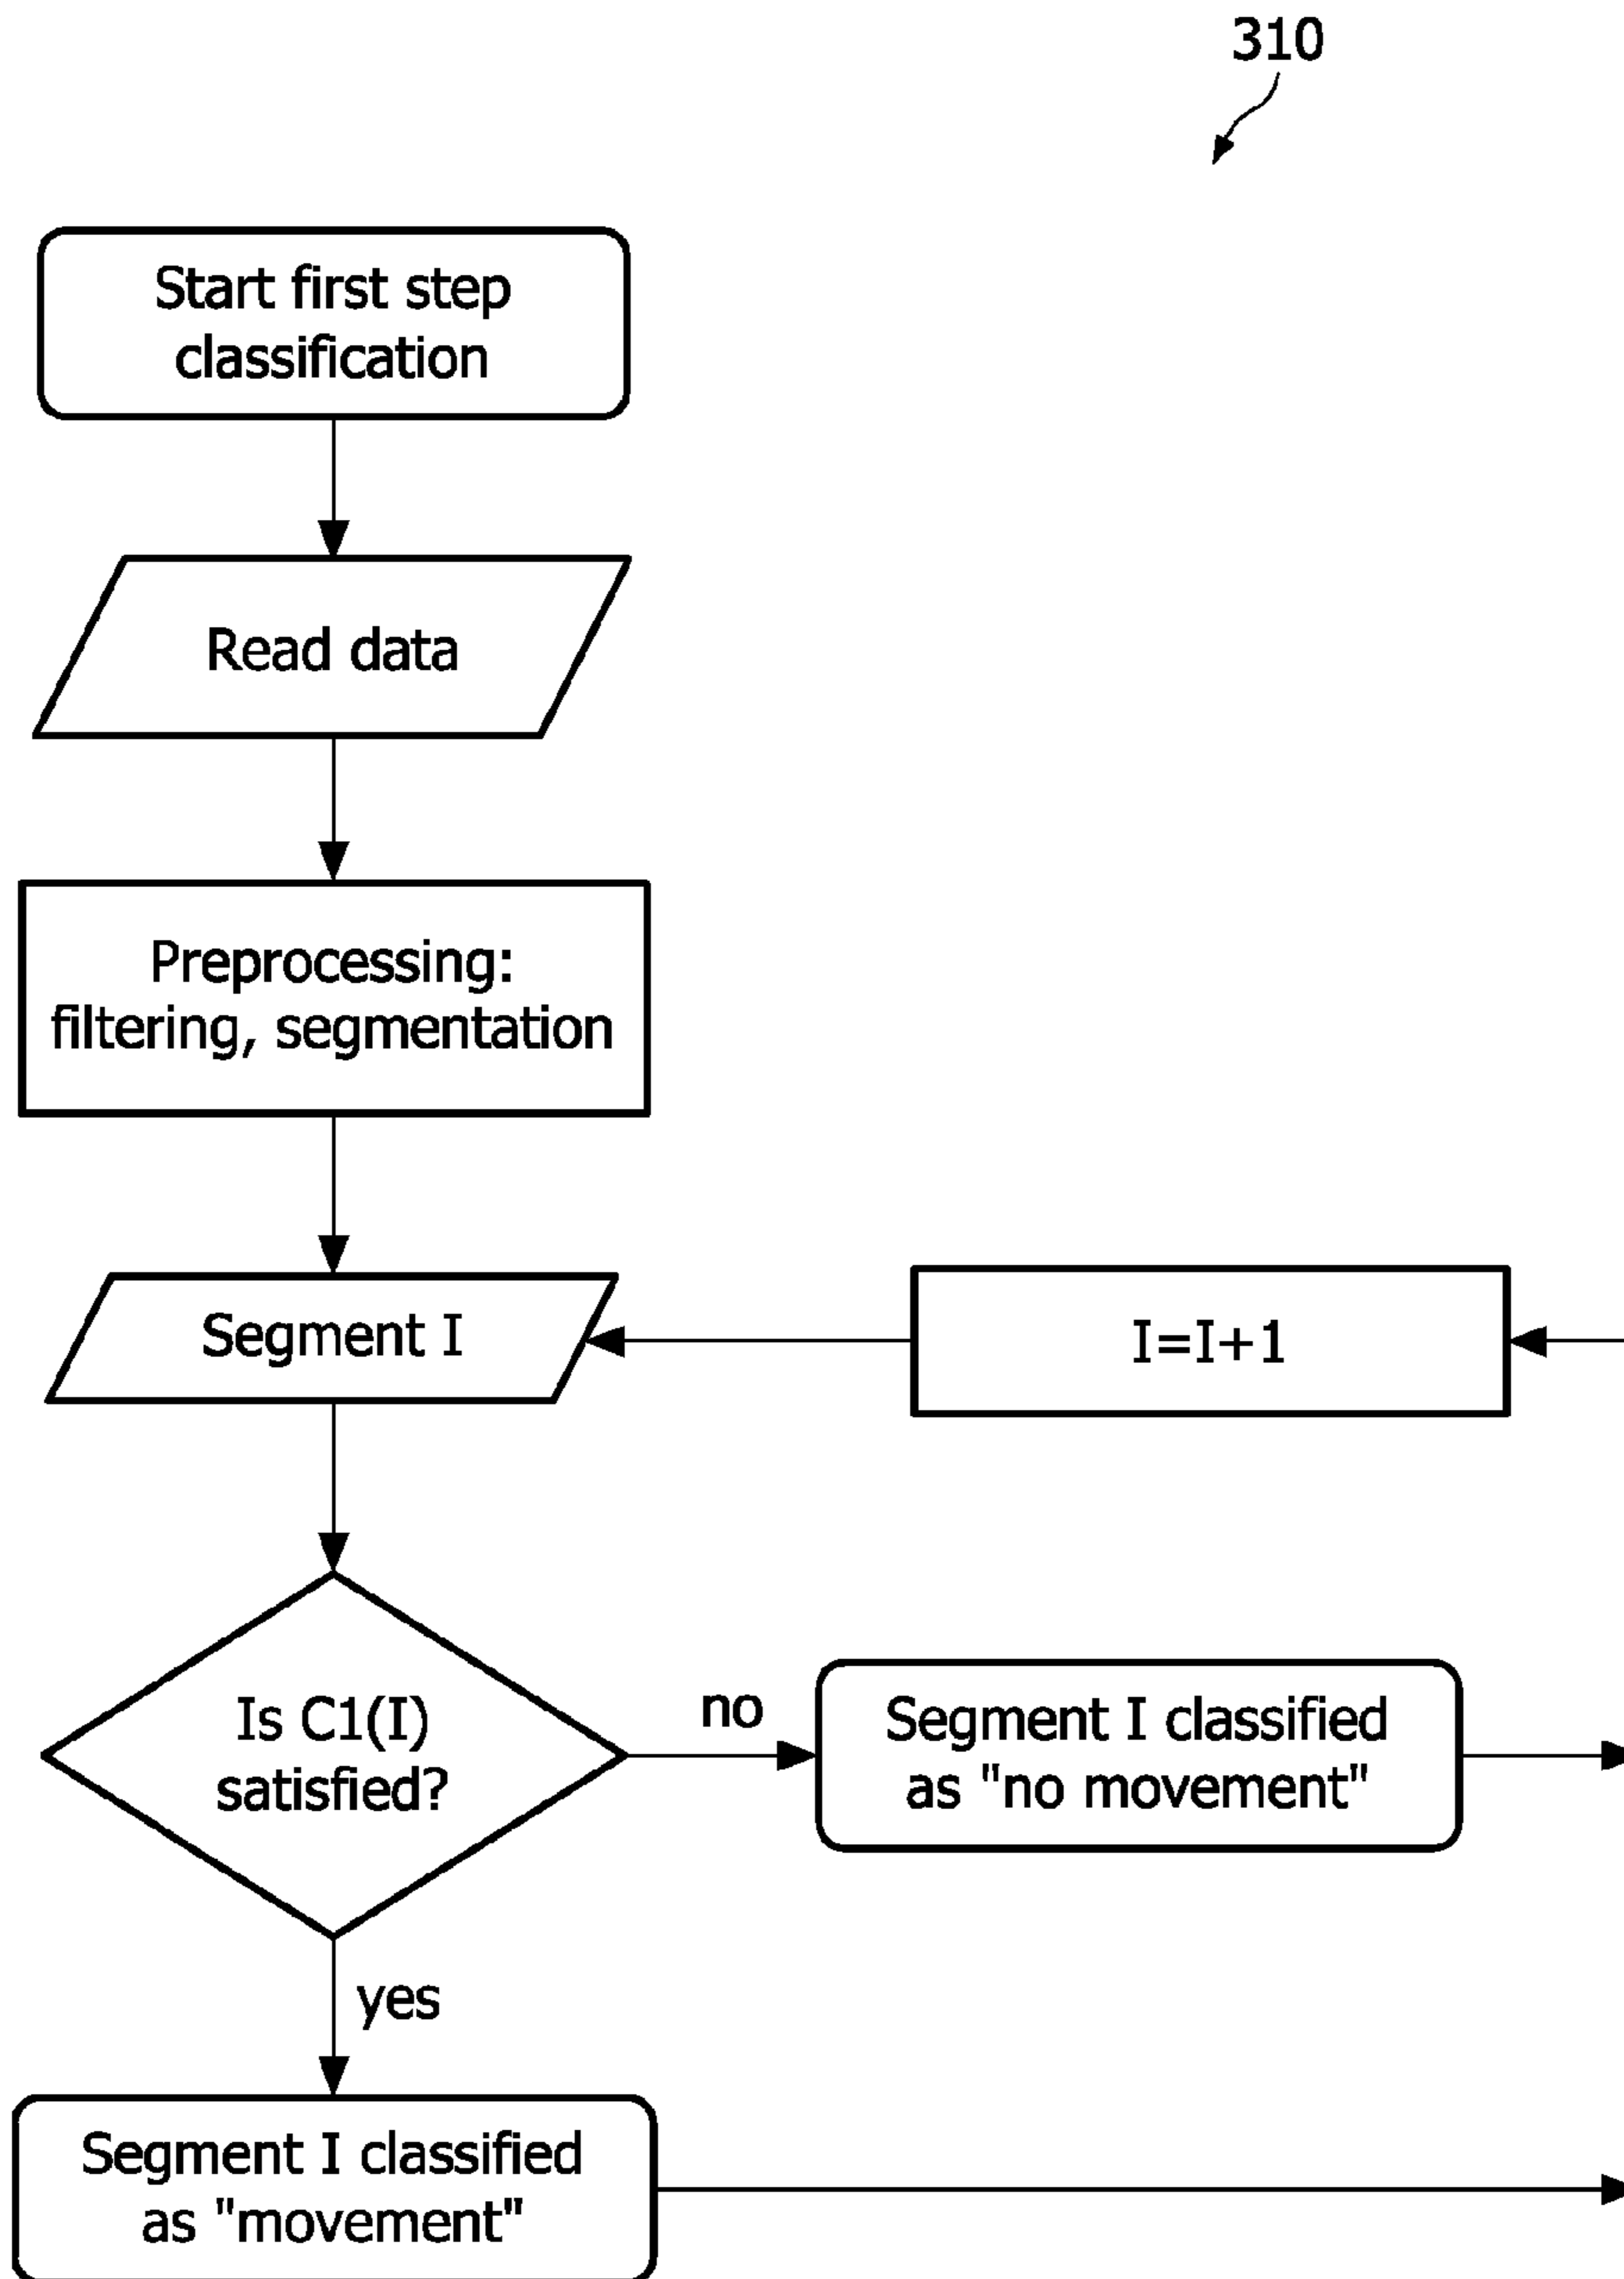 310
Start first step
classification
Read data
Preprocessing:
filtering, segmentation
Segment I
I=I+1
Is C1(I)
satisfied?
no
Segment I classified
as "no movement"
yes
Segment I classified
as "movement"